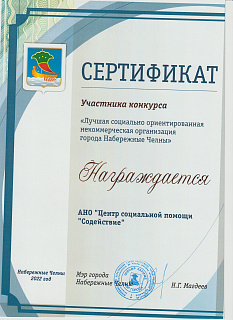 СЕРТИФИКАТ
Участника конкурса
«Лучшая социально ориентированная
некоммерческая организация
города Набережные Челны»
Награждается
АНО "Центр социальной помощи
"Содействие"
Набережные Челны
2022 год
Мэр города
Набережные Челны
Н.Г. Магдеев